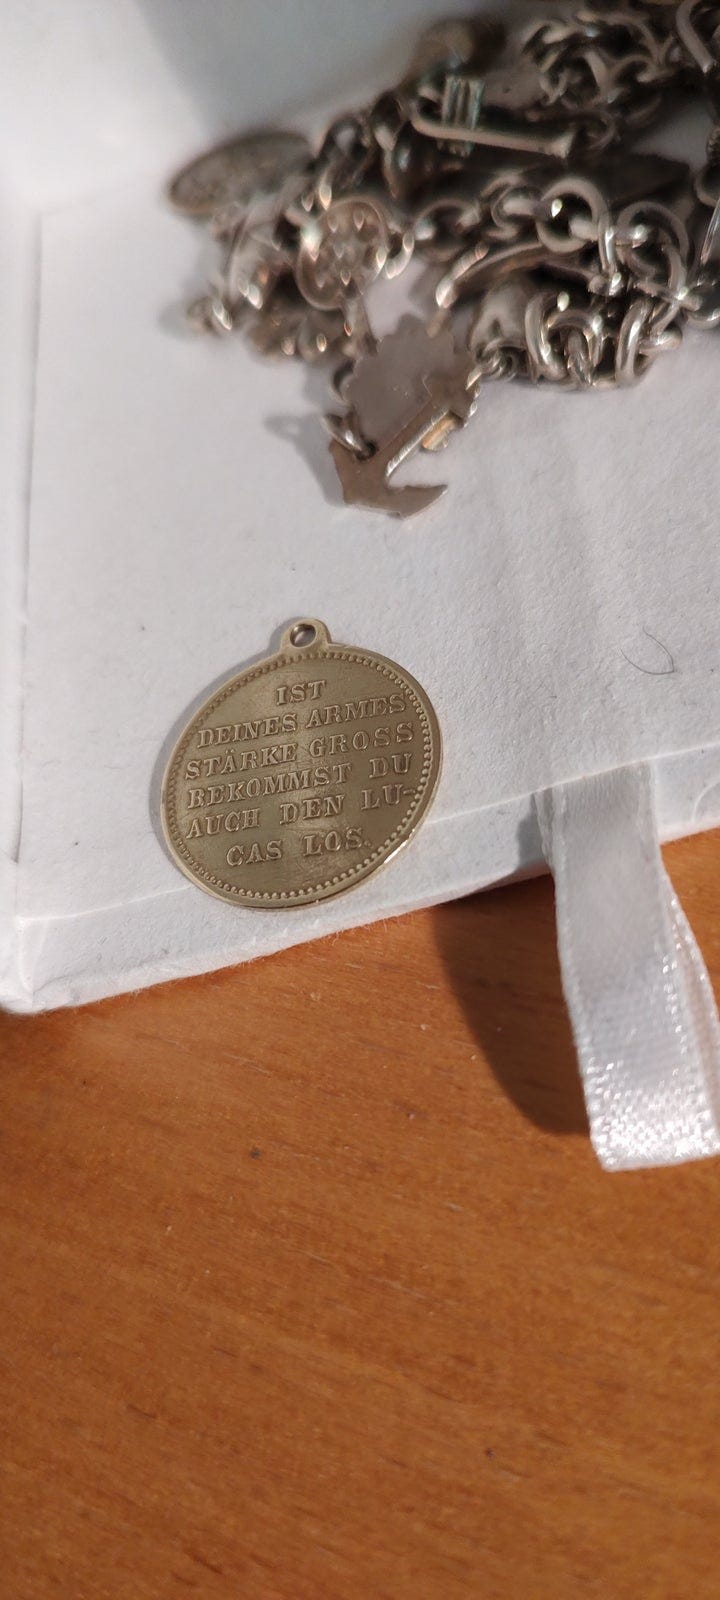 IST
DEINES ARMES
STÄRKE GROSS
BEKOMMST DU
AUCH DEN LU-
CAS LOS.